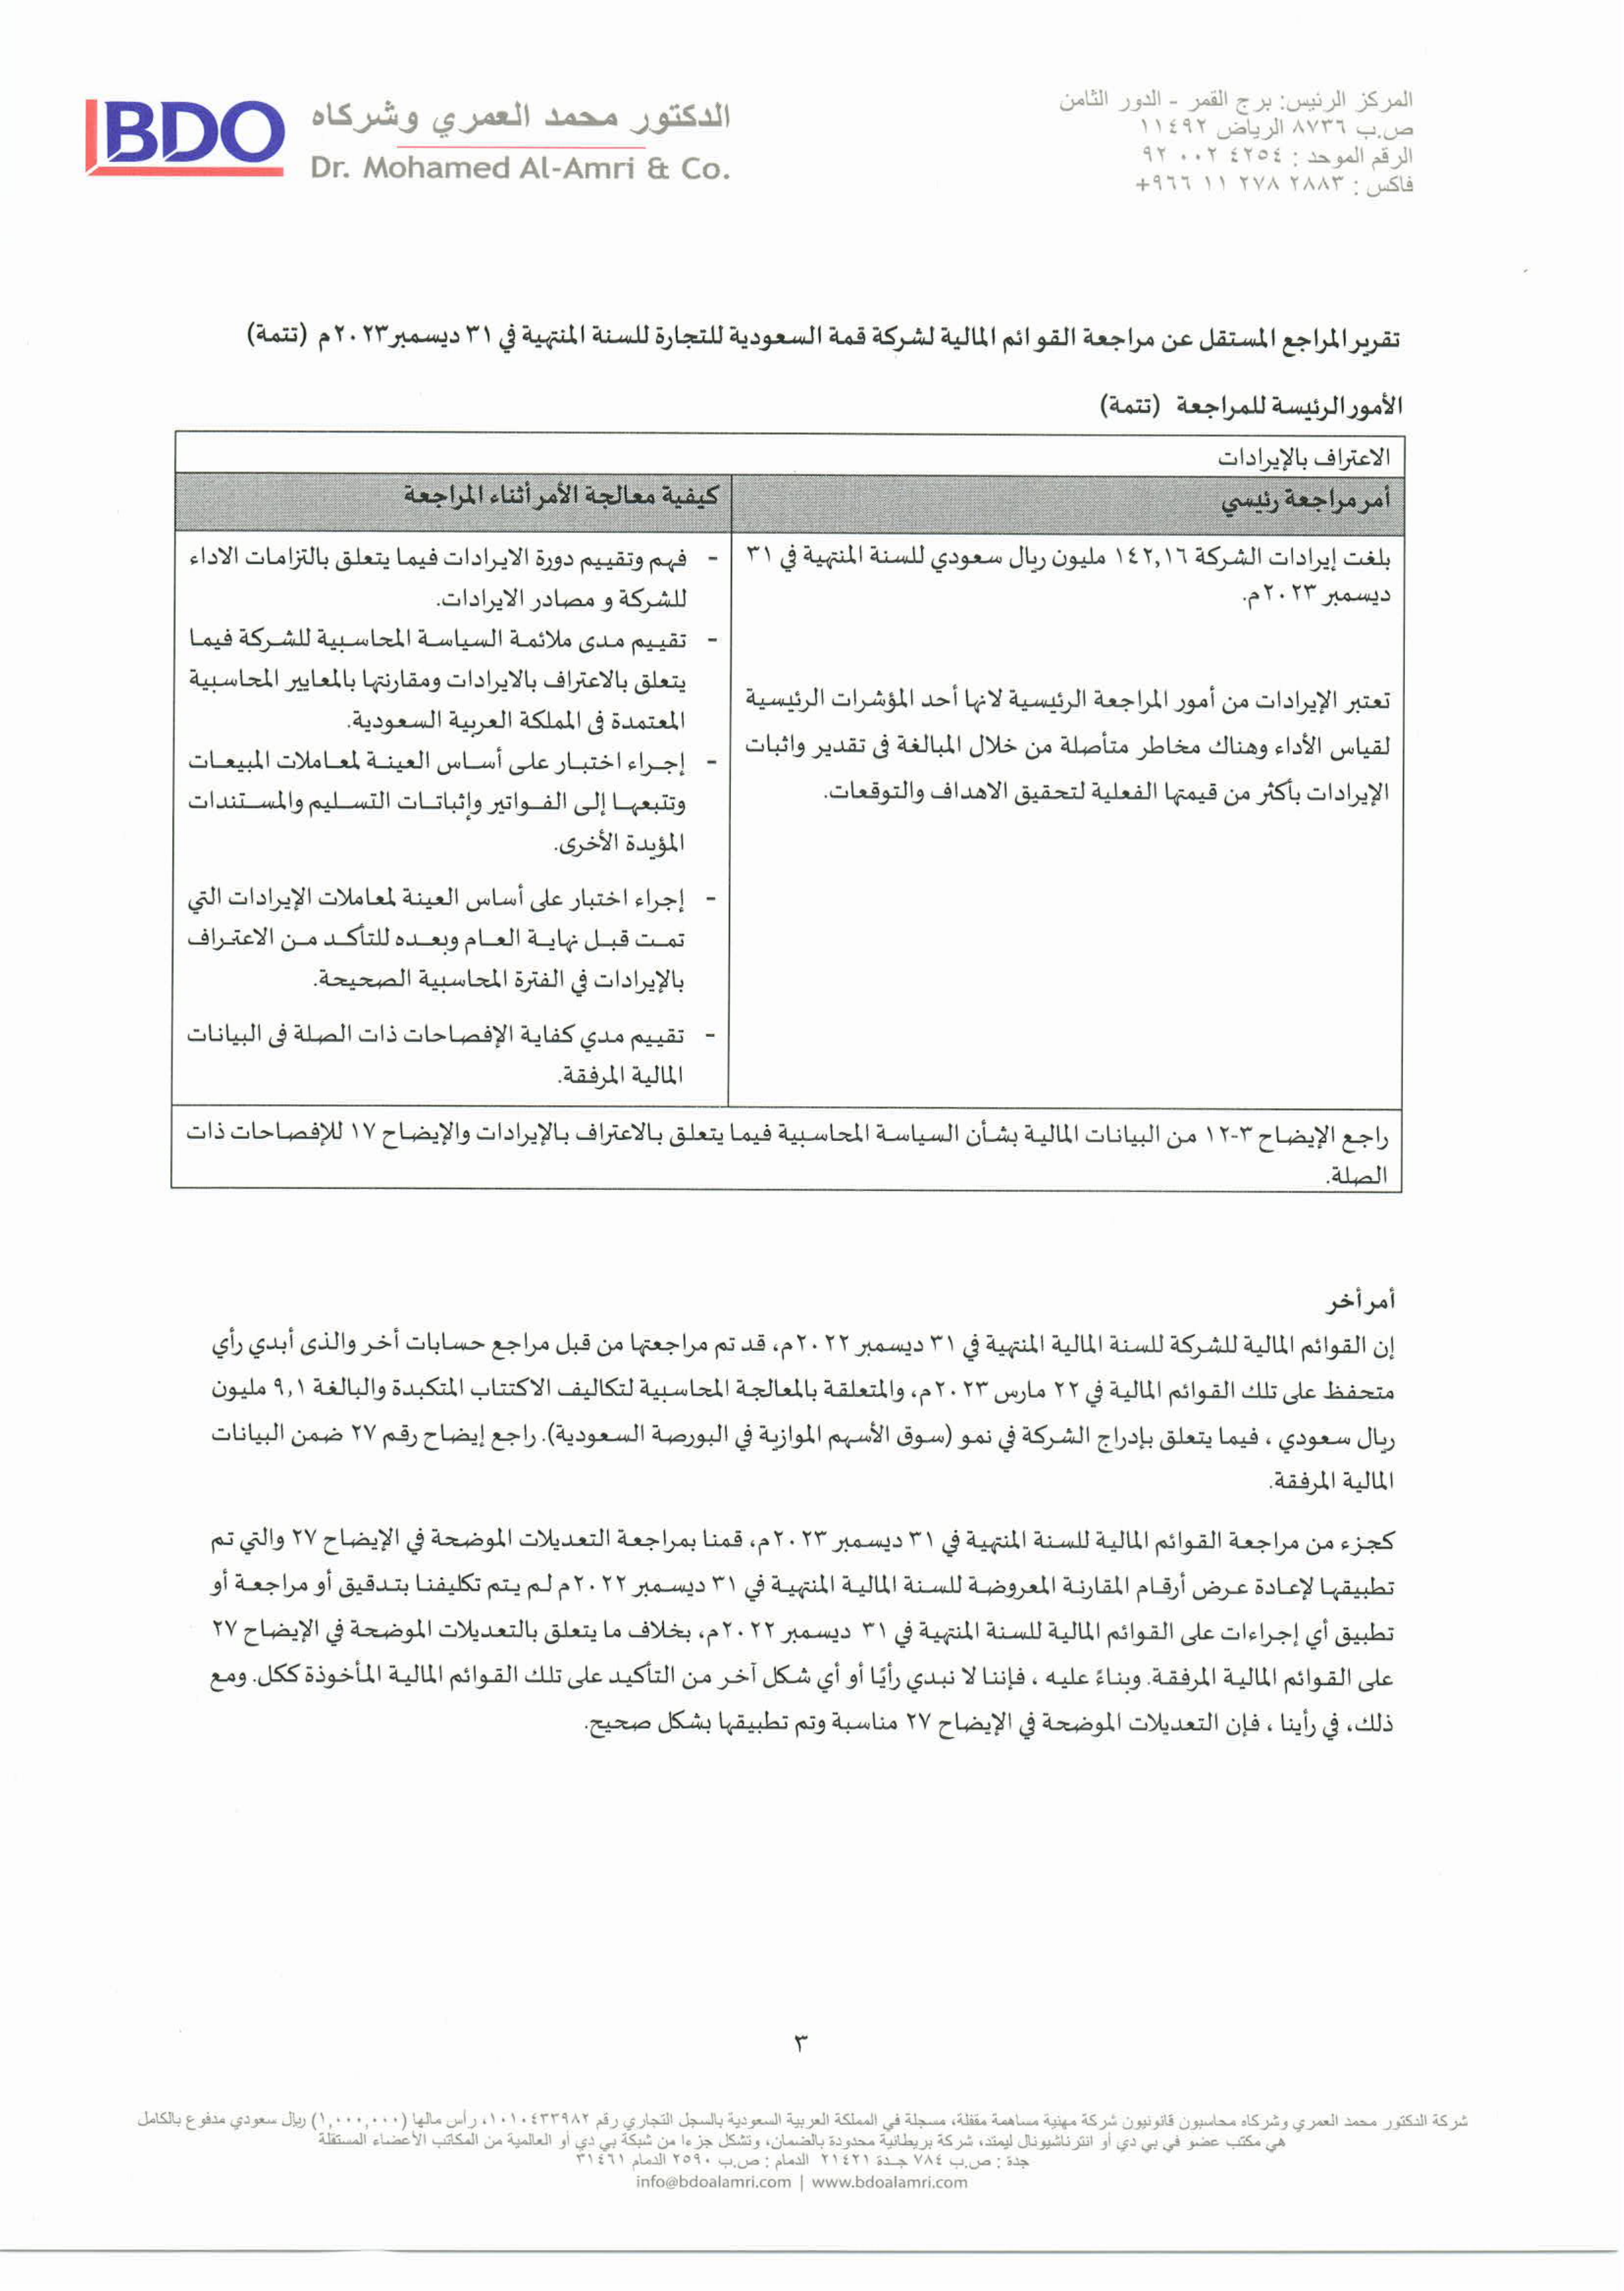 BDO
الدكتور محمد العمري وشركاه
Dr. Mohamed Al-Amri & Co.
المركز الرئيس: برج القمر - الدور الثامن
ص.ب ٨٧٣٦ الرياض ١١٤٩٢
الرقم الموحد : ٤٢٥٤ ٠٠٢ ٩٢
فاكس : ٢٨٨٣ ٢٧٨ ١١ ٩٦٦+
تقرير المراجع المستقل عن مراجعة القوائم المالية لشركة قمة السعودية للتجارة للسنة المنتهية في ٣١ ديسمبر٢٠٢٣م (تتمة)
الأمور الرئيسة للمراجعة (تتمة)
الاعتراف بالإيرادات
أمر مراجعة رئيسي
كيفية معالجة الأمر أثناء المراجعة
بلغت إيرادات الشركة ١٤٢,١٦ مليون ريال سعودي للسنة المنتهية في ٣١
ديسمبر ٢٠٢٣م.
تعتبر الإيرادات من أمور المراجعة الرئيسية لانها أحد المؤشرات الرئيسية
لقياس الأداء وهناك مخاطر متأصلة من خلال المبالغة فى تقدير واثبات
الإيرادات بأكثر من قيمتها الفعلية لتحقيق الاهداف والتوقعات.
- فهم وتقييم دورة الايرادات فيما يتعلق بالتزامات الاداء
للشركة و مصادر الايرادات.
- تقييم مدى ملائمة السياسة المحاسبية للشركة فيما
يتعلق بالاعتراف بالايرادات ومقارنتها بالمعايير المحاسبية
المعتمدة فى المملكة العربية السعودية.
- إجراء اختبار على أساس العينة لمعاملات المبيعات
وتتبعها إلى الفواتير وإثباتات التسليم والمستندات
المؤيدة الأخرى.
- إجراء اختبار على أساس العينة لمعاملات الإيرادات التي
تمت قبل نهاية العام وبعده للتأكد من الاعتراف
بالإيرادات في الفترة المحاسبية الصحيحة.
- تقييم مدي كفاية الإفصاحات ذات الصلة فى البيانات
المالية المرفقة.
راجع الإيضاح ٣-١٢ من البيانات المالية بشأن السياسة المحاسبية فيما يتعلق بالاعتراف بالإيرادات والإيضاح ١٧ للإفصاحات ذات
الصلة.
أمر أخر
إن القوائم المالية للشركة للسنة المالية المنتهية في ٣١ ديسمبر ٢٠٢٢م، قد تم مراجعتها من قبل مراجع حسابات أخر والذى أبدي رأي
متحفظ على تلك القوائم المالية في ٢٢ مارس ٢٠٢٣م، والمتعلقة بالمعالجة المحاسبية لتكاليف الاكتتاب المتكبدة والبالغة ٩,١ مليون
ريال سعودي ، فيما يتعلق بإدراج الشركة في نمو (سوق الأسهم الموازية في البورصة السعودية). راجع إيضاح رقم ٢٧ ضمن البيانات
المالية المرفقة.
كجزء من مراجعة القوائم المالية للسنة المنتهية في ٣١ ديسمبر ٢٠٢٣م، قمنا بمراجعة التعديلات الموضحة في الإيضاح ٢٧ والتي تم
تطبيقها لإعادة عرض أرقام المقارنة المعروضة للسنة المالية المنتهية في ٣١ ديسمبر ٢٠٢٢م لم يتم تكليفنا بتدقيق أو مراجعة أو
تطبيق أي إجراءات على القوائم المالية للسنة المنتهية في ٣١ ديسمبر ٢٠٢٢م، بخلاف ما يتعلق بالتعديلات الموضحة في الإيضاح ٢٧
على القوائم المالية المرفقة. وبناءً عليه ، فإننا لا نبدي رأيًا أو أي شكل آخر من التأكيد على تلك القوائم المالية المأخوذة ككل. ومع
ذلك، في رأينا ، فإن التعديلات الموضحة في الإيضاح ٢٧ مناسبة وتم تطبيقها بشكل صحيح.
٣
شركة الدكتور محمد العمري وشركاه محاسبون قانونيون شركة مهنية مساهمة مقفلة، مسجلة في المملكة العربية السعودية بالسجل التجاري رقم ١٠١٠٤٣٣٩٨٢، رأس مالها (١,٠٠٠,٠٠٠) ريال سعودي مدفوع بالكامل
هي مكتب عضو في بي دي أو انترناشيونال ليمتد، شركة بريطانية محدودة بالضمان، وتشكل جزءا من شبكة بي دي أو العالمية من المكاتب الأعضاء المستقلة
جدة : ص.ب ٧٨٤ جدة ٢١٤٢١ الدمام : ص.ب ٢٥٩٠ الدمام ٣١٤٦١
info@bdoalamri.com | www.bdoalamri.com